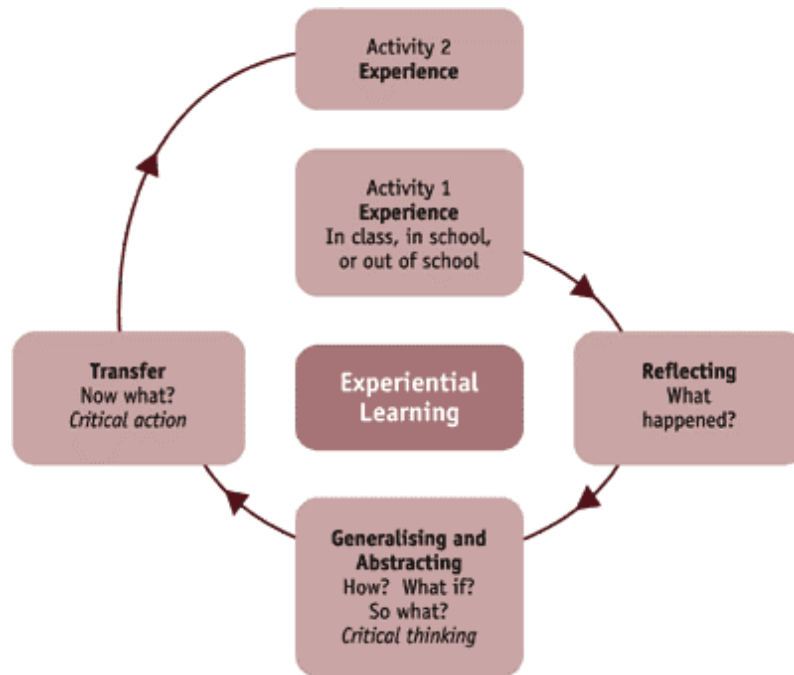 Activity 2
Experience
Activity 1
Experience
In class, in school,
or out of school
Transfer
Now what?
Critical action
Experiential
Learning
Reflecting
What
happened?
Generalising and
Abstracting
How? What if?
So what?
Critical thinking